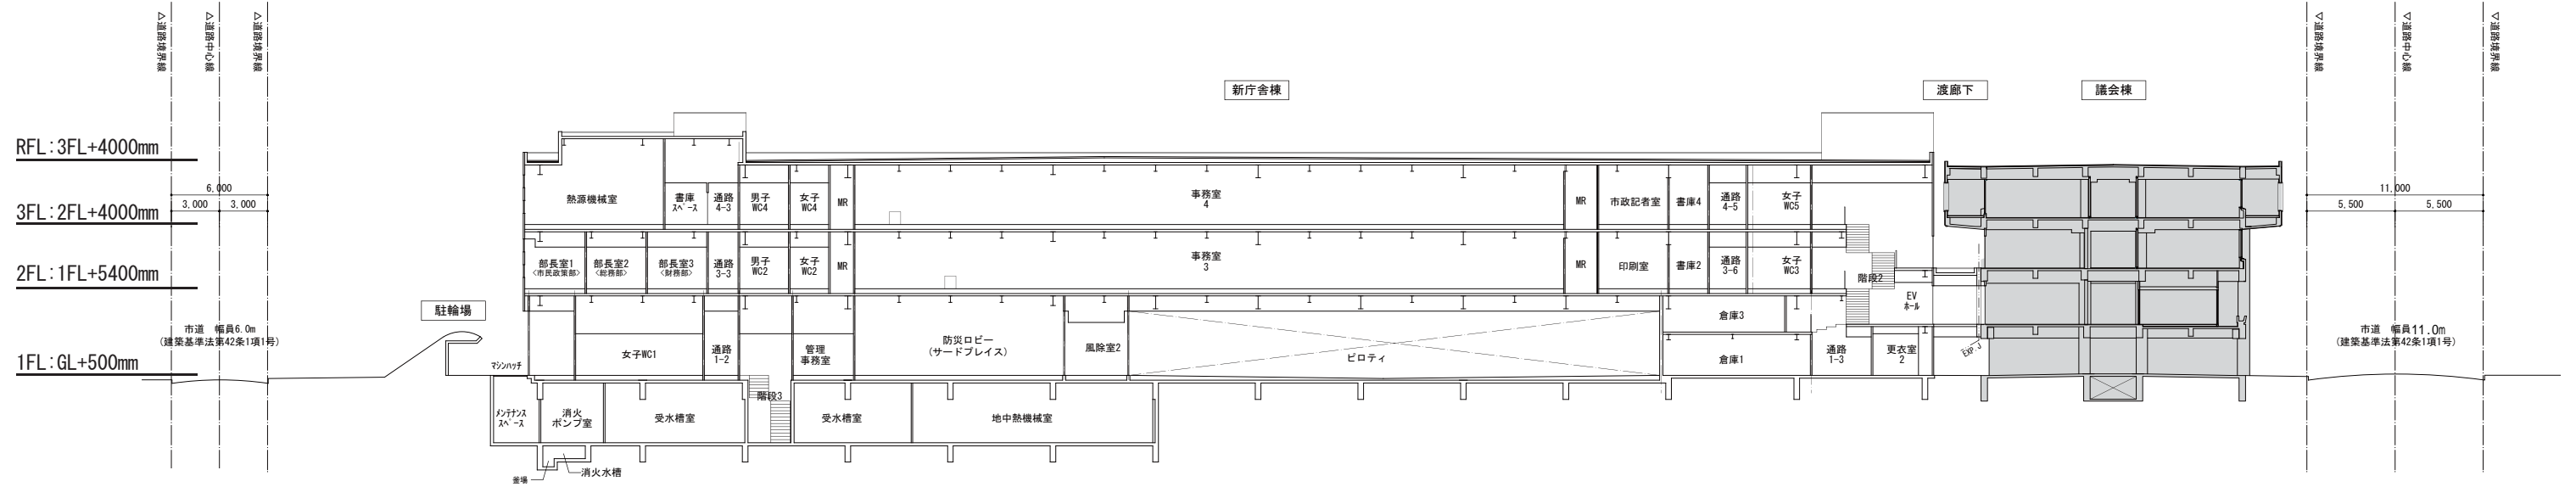 ▽道路境界線
▽道路中心線
▽道路境界線
▽道路境界線
▽道路中心線
▽道路境界線
新庁舎棟
渡廊下
議会棟
RFL:3FL+4000mm
3FL:2FL+4000mm
2FL:1FL+5400mm
1FL:GL+500mm
6,000
3,000
3,000
市道 幅員6.0m
(建築基準法第42条1項1号)
駐輪場
熱源機械室
書庫
スペース
通路
4-3
男子
WC4
女子
WC4
MR
事務室
4
MR
市政記者室
書庫4
通路
4-5
女子
WC5
部長室1
<市民政策部>
部長室2
<総務部>
部長室3
<財務部>
通路
3-3
男子
WC2
女子
WC2
MR
事務室
3
MR
印刷室
書庫2
通路
3-6
女子
WC3
階段2
EV
ホール
マシンハッチ
女子WC1
通路
1-2
管理
事務室
防災ロビー
(サードプレイス)
風除室2
ピロティ
倉庫3
倉庫1
通路
1-3
更衣室
2
EXP.J
メンテナンス
スペース
消火
ポンプ室
受水槽室
階段3
受水槽室
地中熱機械室
釜場
消火水槽
11,000
5,500
5,500
市道 幅員11.0m
(建築基準法第42条1項1号)